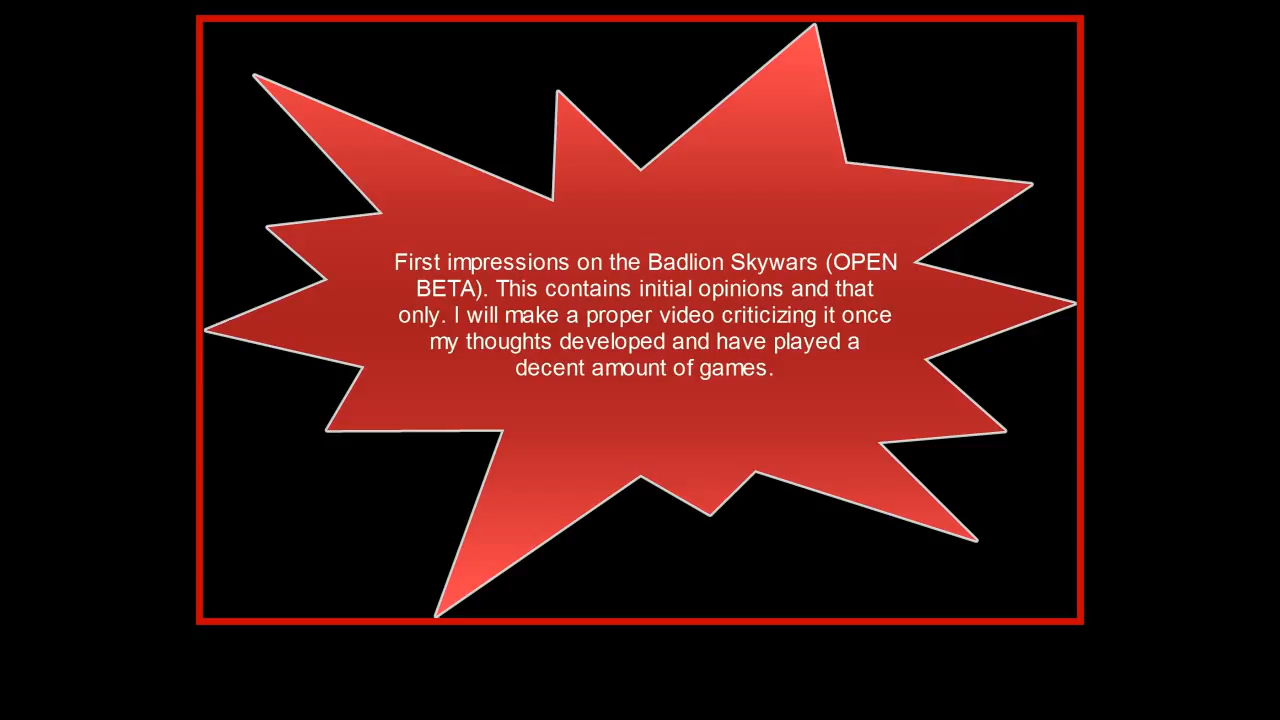 First impressions on the Badlion Skywars (OPEN
BETA). This contains initial opinions and that
only. I will make a proper video criticizing it once
my thoughts developed and have played a
decent amount of games.